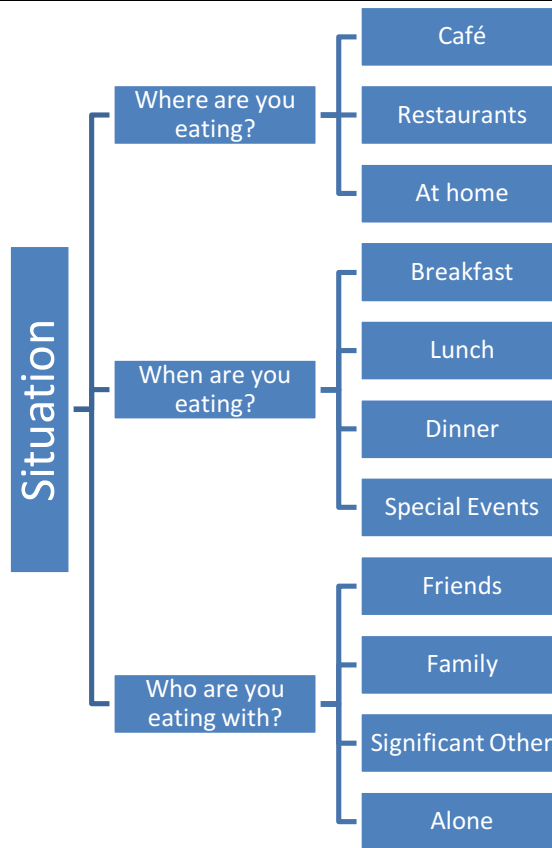 Situation
Where are you
eating?
Café
Restaurants
At home
When are you
eating?
Breakfast
Lunch
Dinner
Special Events
Who are you
eating with?
Friends
Family
Significant Other
Alone